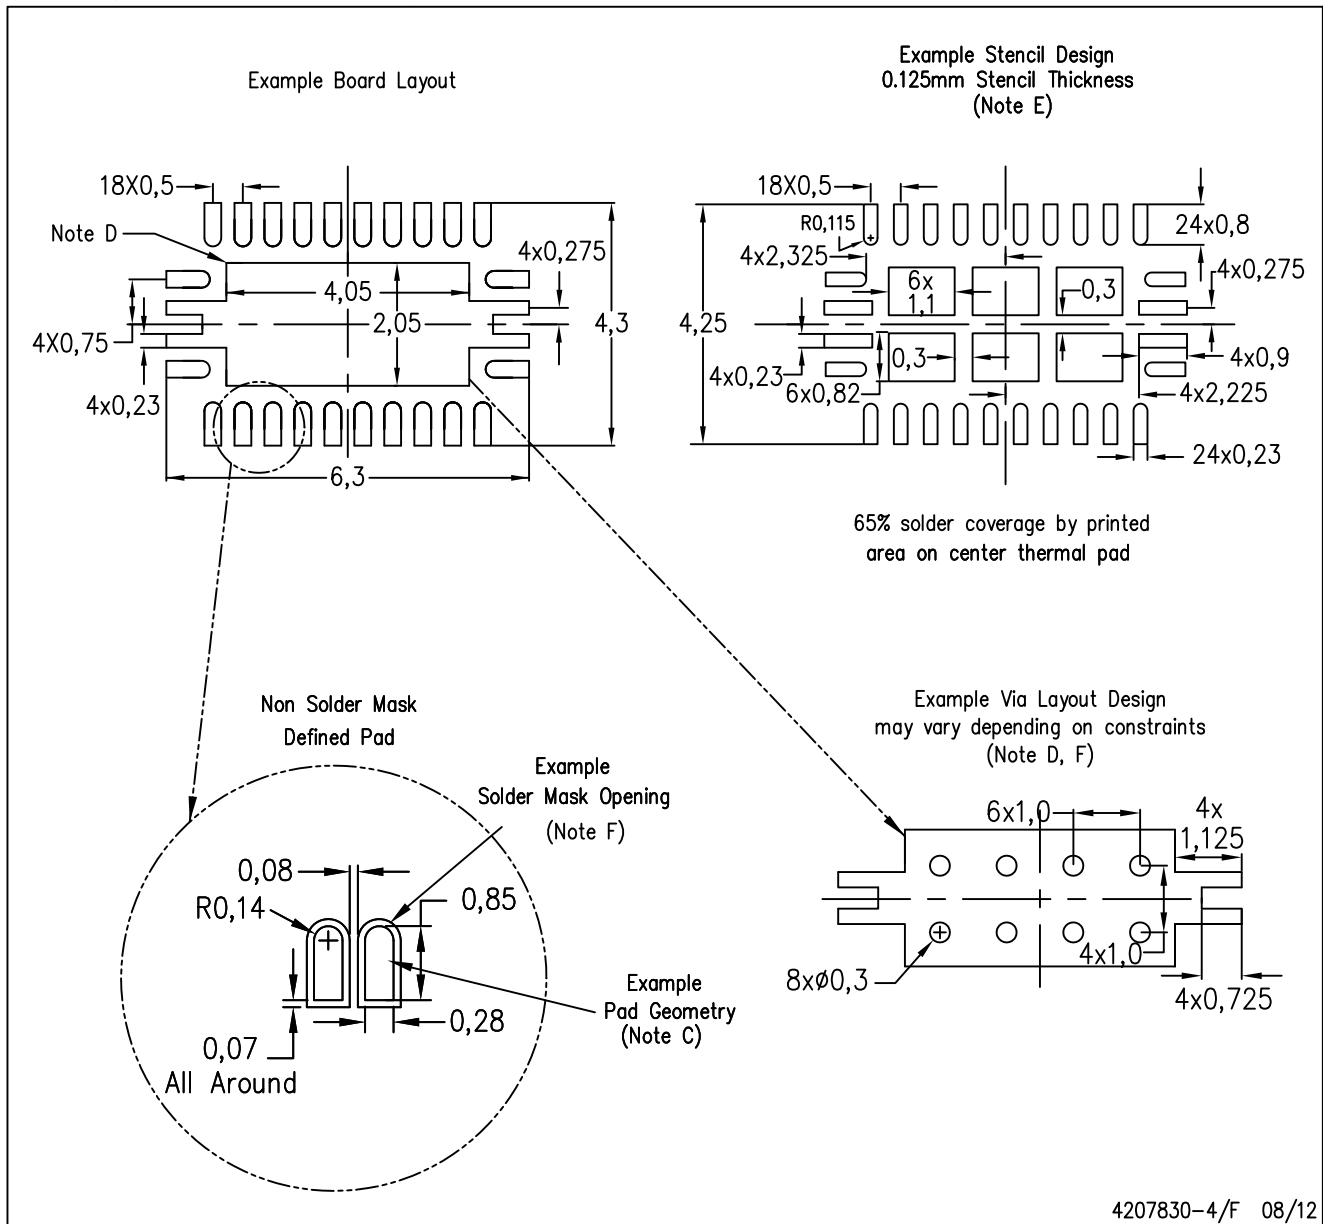 Example Board Layout
18X0,5
Note D
4x0,275
4,05
2,05
4,3
4X0,75
4x0,23
6,3
Example Stencil Design
0.125mm Stencil Thickness
(Note E)
18X0,5
R0,115
24x0,8
4x2,325
4x0,275
6x
1,1
0,3
4,25
0,3
4x0,9
4x0,23
6x0,82
4x2,225
24x0,23
65% solder coverage by printed
area on center thermal pad
Non Solder Mask
Defined Pad
Example
Solder Mask Opening
(Note F)
0,08
R0,14
0,85
Example
Pad Geometry
(Note C)
0,28
0,07
All Around
Example Via Layout Design
may vary depending on constraints
(Note D, F)
6x1,0
4x
1,125
4x1,0
8xø0,3
4x0,725
4207830-4/F 08/12